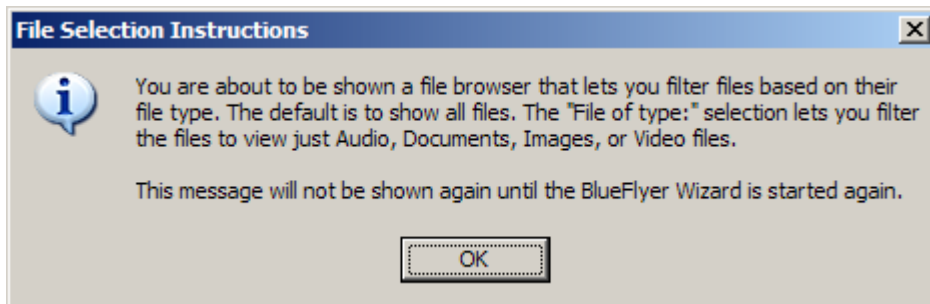 File Selection Instructions
You are about to be shown a file browser that lets you filter files based on their
file type. The default is to show all files. The "File of type:" selection lets you filter
the files to view just Audio, Documents, Images, or Video files.
This message will not be shown again until the BlueFlyer Wizard is started again.
OK